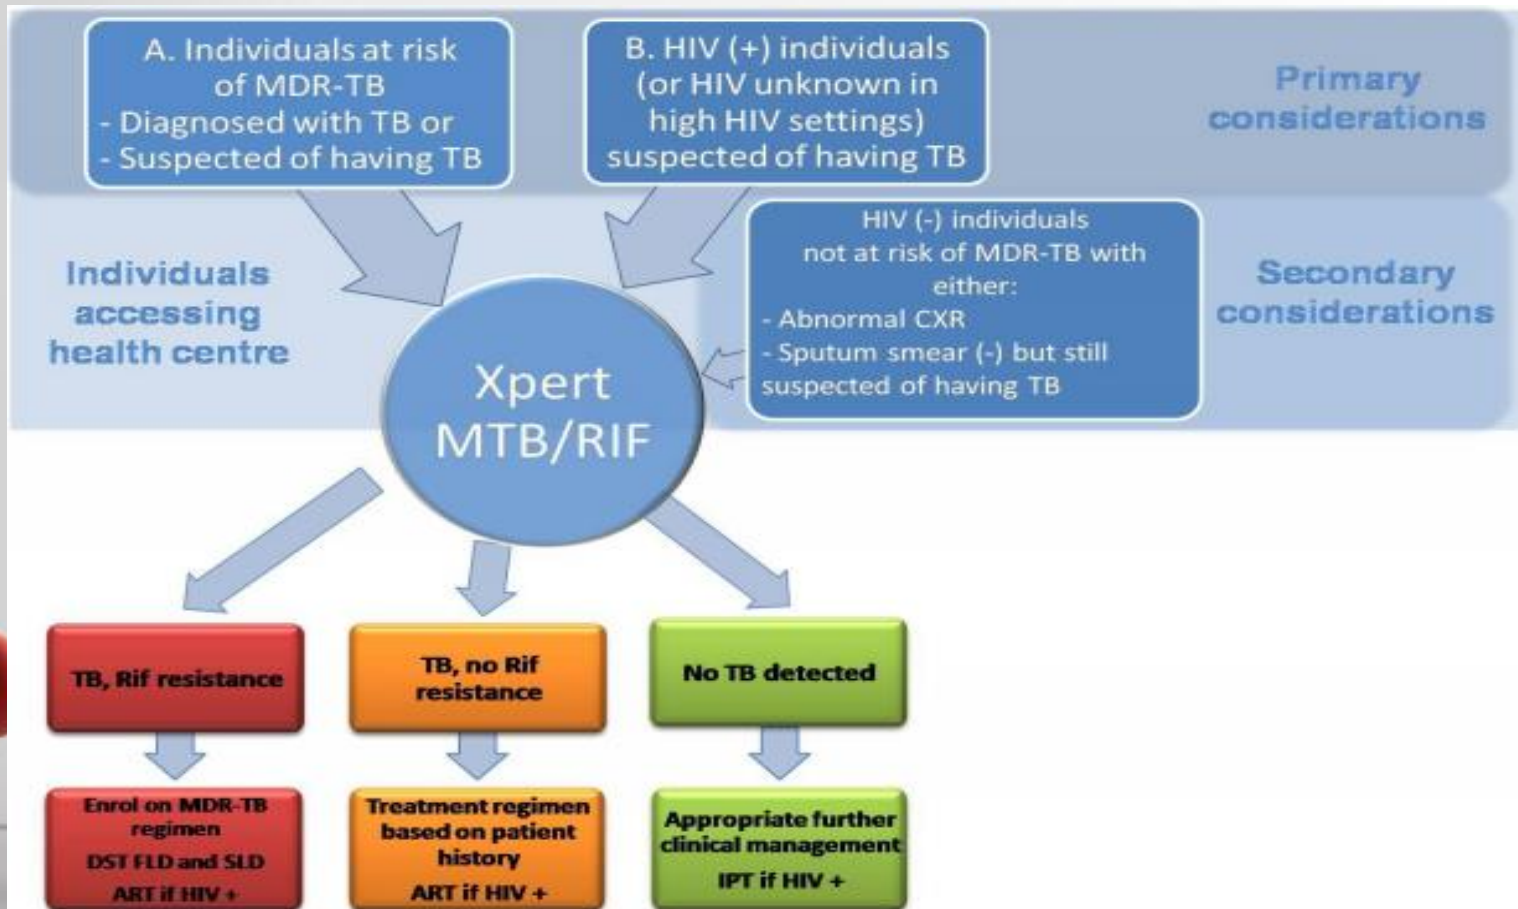 A. Individuals at risk
of MDR-TB
- Diagnosed with TB or
- Suspected of having TB
B. HIV (+) individuals
(or HIV unknown in
high HIV settings)
suspected of having TB
Primary
considerations
Individuals
accessing
health centre
HIV (-) individuals
not at risk of MDR-TB with
either:
- Abnormal CXR
- Sputum smear (-) but still
suspected of having TB
Secondary
considerations
Xpert
MTB/RIF
TB, Rif resistance
TB, no Rif
resistance
No TB detected
Enrol on MDR-TB
regimen
DST FLD and SLD
ART if HIV +
Treatment regimen
based on patient
history
ART if HIV +
Appropriate further
clinical management
IPT if HIV +